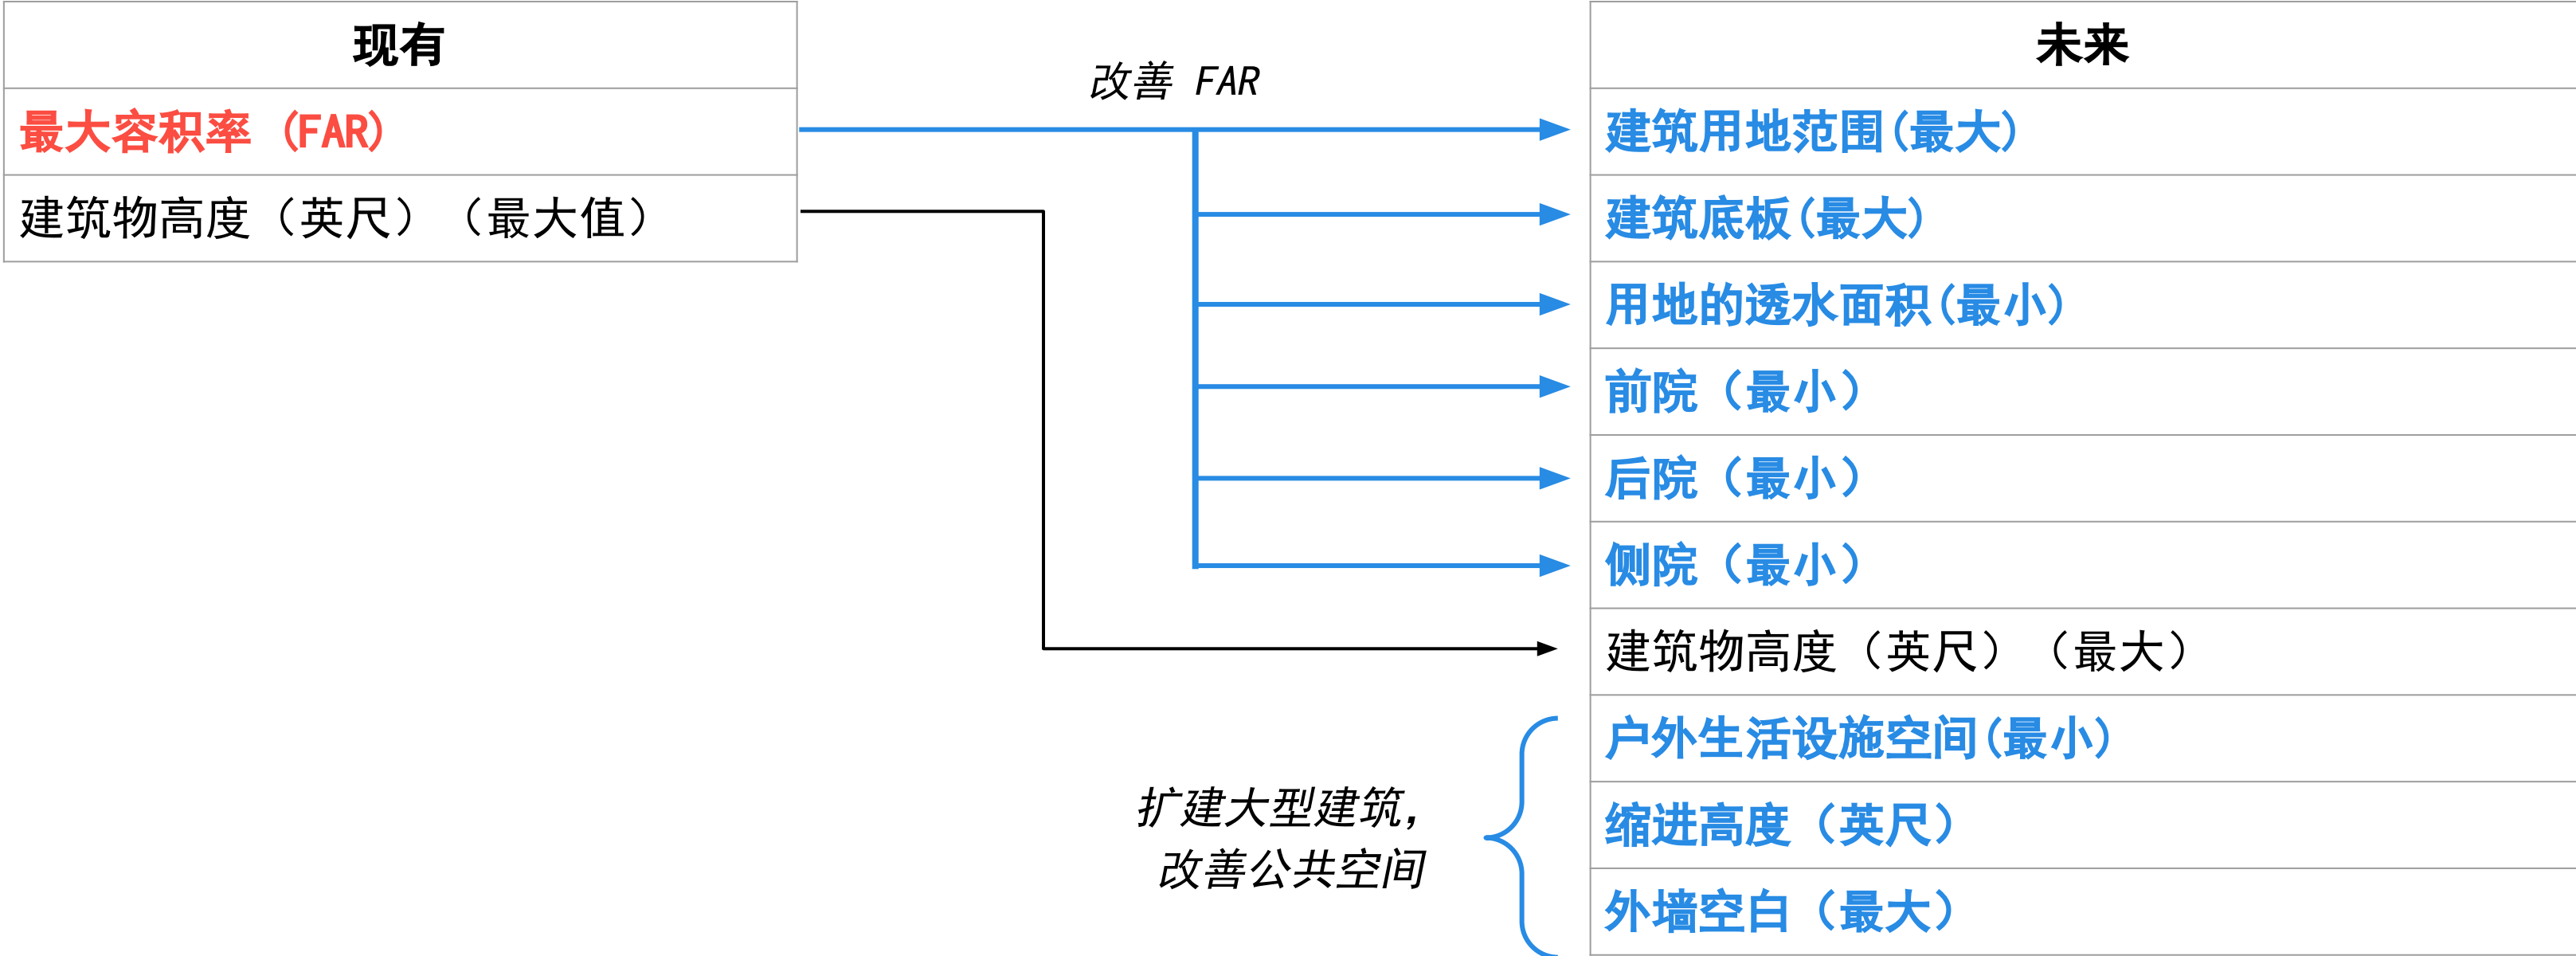 现有
最大容积率（FAR）
建筑物高度（英尺）（最大值）
改善 FAR
未来
建筑用地范围(最大)
建筑底板(最大)
用地的透水面积(最小)
前院（最小）
后院（最小）
侧院（最小）
建筑物高度（英尺）（最大）
扩建大型建筑，
改善公共空间
户外生活设施空间(最小)
缩进高度（英尺）
外墙空白（最大）